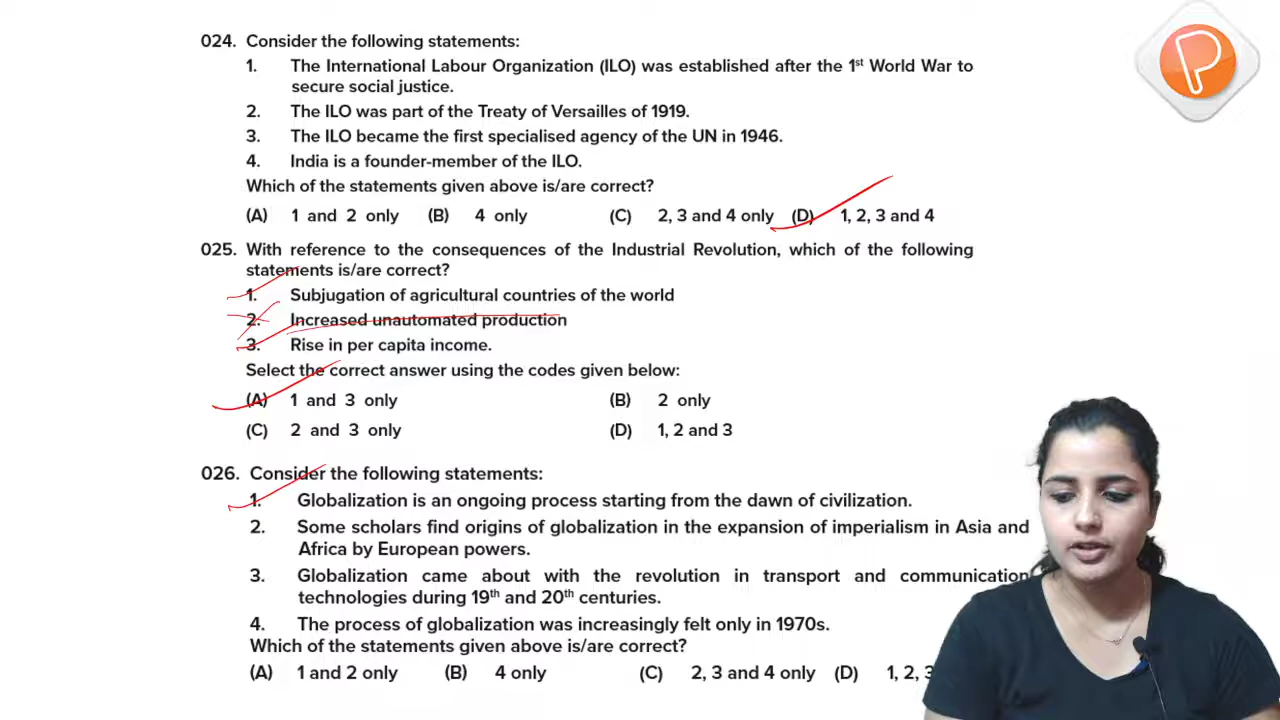 024. Consider the following statements:
1. The International Labour Organization (ILO) was established after the 1st World War to
secure social justice.
2. The ILO was part of the Treaty of Versailles of 1919.
3. The ILO became the first specialised agency of the UN in 1946.
4. India is a founder-member of the ILO.
Which of the statements given above is/are correct?
(A) 1 and 2 only (B) 4 only (C) 2, 3 and 4 only (D) 1, 2, 3 and 4
025. With reference to the consequences of the Industrial Revolution, which of the following
statements is/are correct?
1. Subjugation of agricultural countries of the world
2. Increased unautomated production
3. Rise in per capita income.
Select the correct answer using the codes given below:
(A) 1 and 3 only (B) 2 only
(C) 2 and 3 only (D) 1, 2 and 3
026. Consider the following statements:
1. Globalization is an ongoing process starting from the dawn of civilization.
2. Some scholars find origins of globalization in the expansion of imperialism in Asia and
Africa by European powers.
3. Globalization came about with the revolution in transport and communication
technologies during 19th and 20th centuries.
4. The process of globalization was increasingly felt only in 1970s.
Which of the statements given above is/are correct?
(A) 1 and 2 only (B) 4 only (C) 2, 3 and 4 only (D) 1, 2, 3